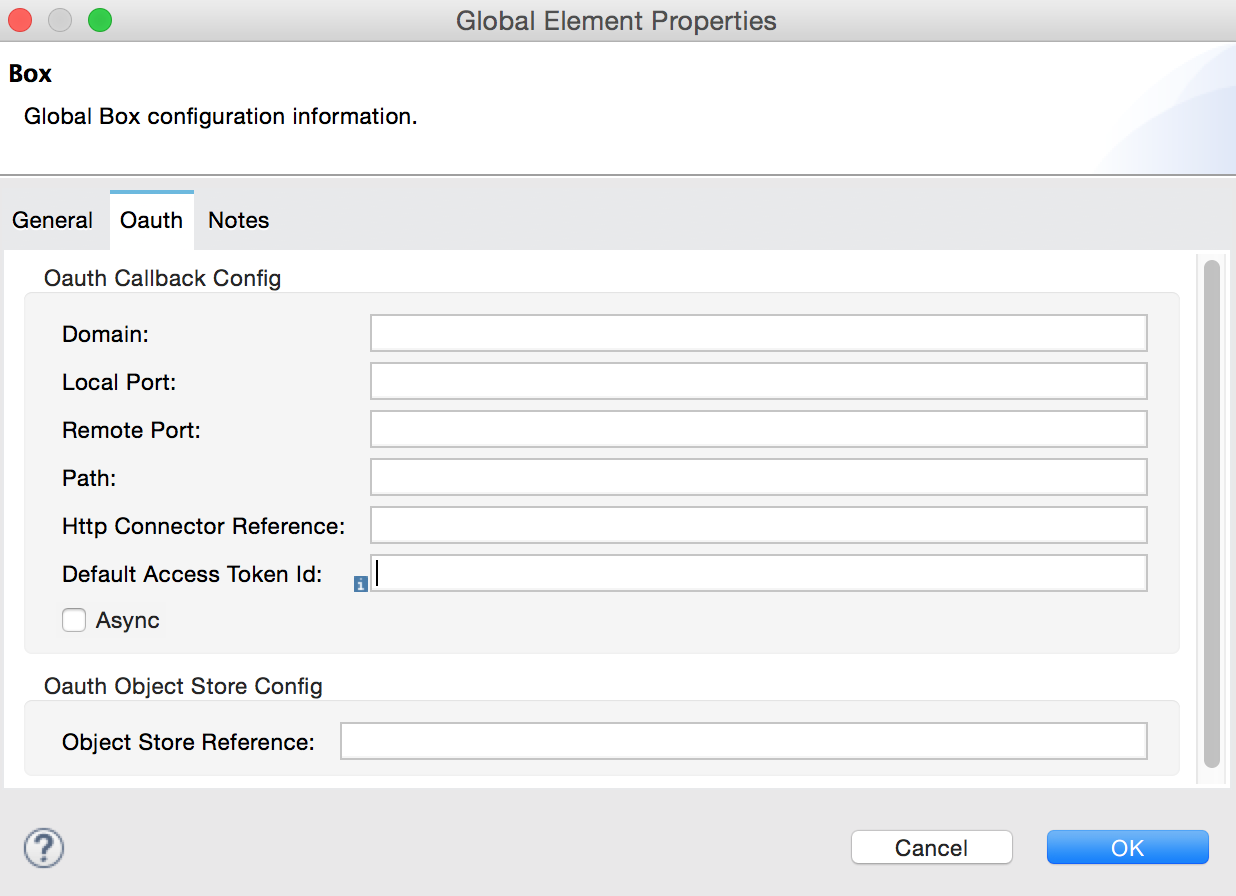 Global Element Properties
Box
Global Box configuration information.
General Oauth Notes
Oauth Callback Config
Domain:
Local Port:
Remote Port:
Path:
Http Connector Reference:
Default Access Token Id:
i
Async
Oauth Object Store Config
Object Store Reference:
?
Cancel OK